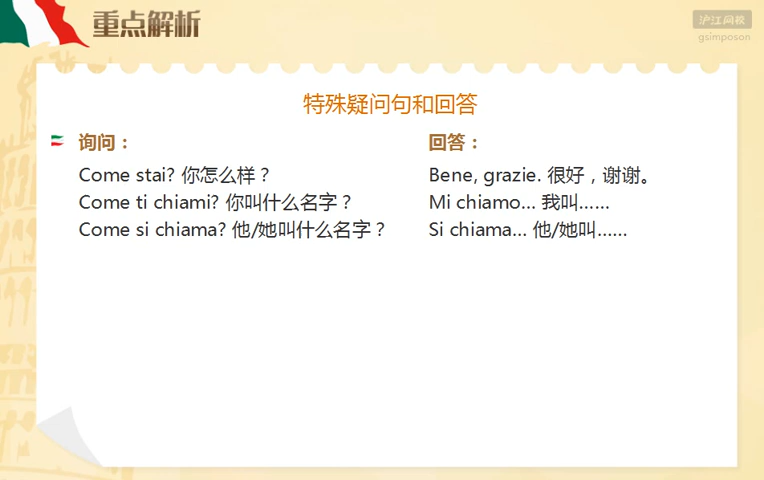 重点解析
沪江网校
gsimposon
特殊疑问句和回答
询问：
回答：
Come stai? 你怎么样？
Bene, grazie. 很好，谢谢。
Come ti chiami? 你叫什么名字？
Mi chiamo... 我叫……
Come si chiama? 他/她叫什么名字？
Si chiama... 他/她叫……